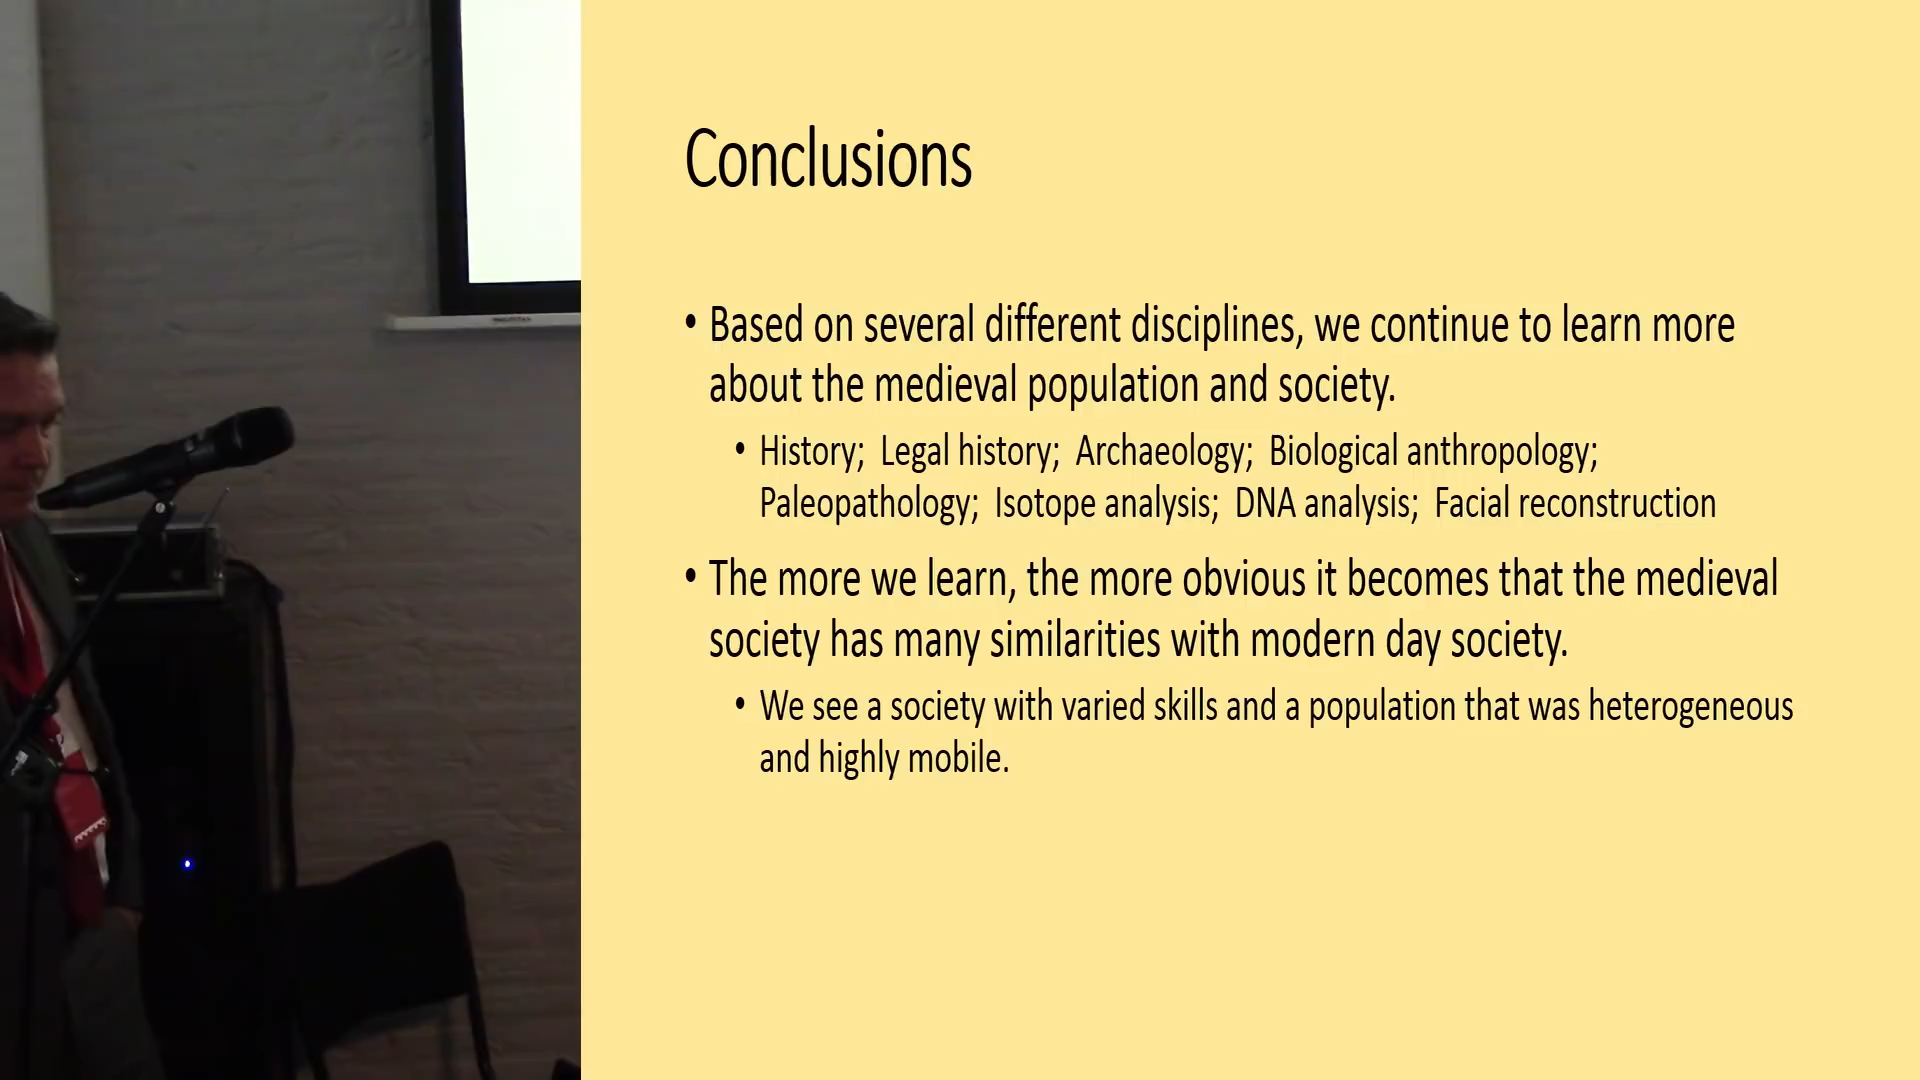 Conclusions
• Based on several different disciplines, we continue to learn more
about the medieval population and society.
• History; Legal history; Archaeology; Biological anthropology;
Paleopathology; Isotope analysis; DNA analysis; Facial reconstruction
• The more we learn, the more obvious it becomes that the medieval
society has many similarities with modern day society.
• We see a society with varied skills and a population that was heterogeneous
and highly mobile.